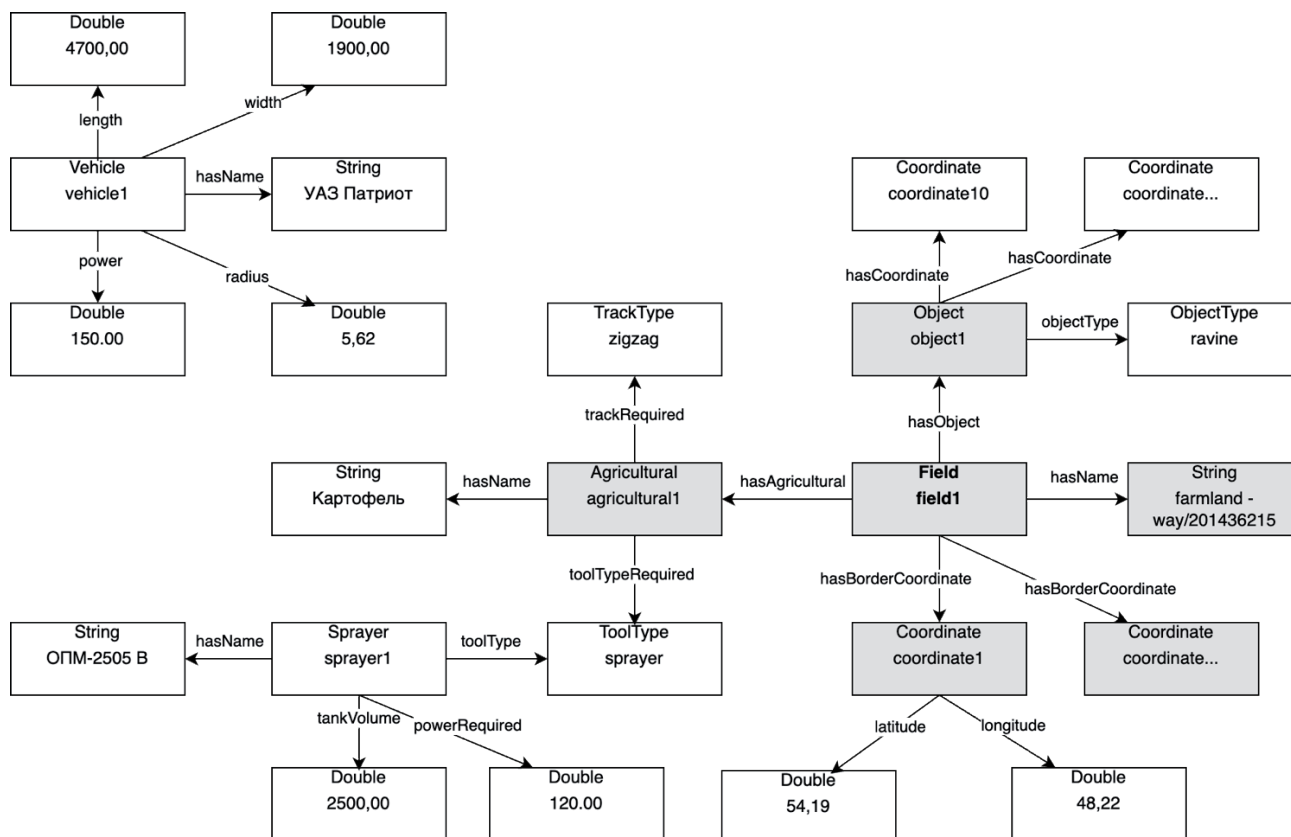 Double
4700,00
Double
1900,00
length
width
Vehicle
vehicle1
hasName
String
УАЗ Патриот
Coordinate
coordinate10
Coordinate
coordinate...
power
radius
hasCoordinate
hasCoordinate
Double
150.00
Double
5,62
TrackType
zigzag
Object
object1
objectType
ObjectType
ravine
trackRequired
hasObject
String
Картофель
hasName
Agricultural
agricultural1
hasAgricultural
Field
field1
hasName
String
farmland -
way/201436215
toolTypeRequired
hasBorderCoordinate
hasBorderCoordinate
String
ОПМ-2505 В
hasName
Sprayer
sprayer1
toolType
ToolType
sprayer
Coordinate
coordinate1
Coordinate
coordinate...
tankVolume
powerRequired
latitude
longitude
Double
2500,00
Double
120.00
Double
54,19
Double
48,22